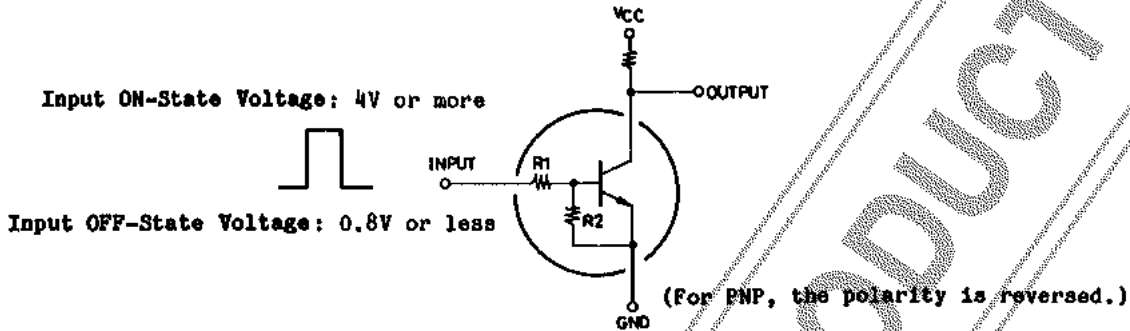 VCC
OUTPUT
Input ON-State Voltage: 4V or more
INPUT
R1
R2
Input OFF-State Voltage: 0.8V or less
(For PNP, the polarity is reversed.)
GND
PRODUCT